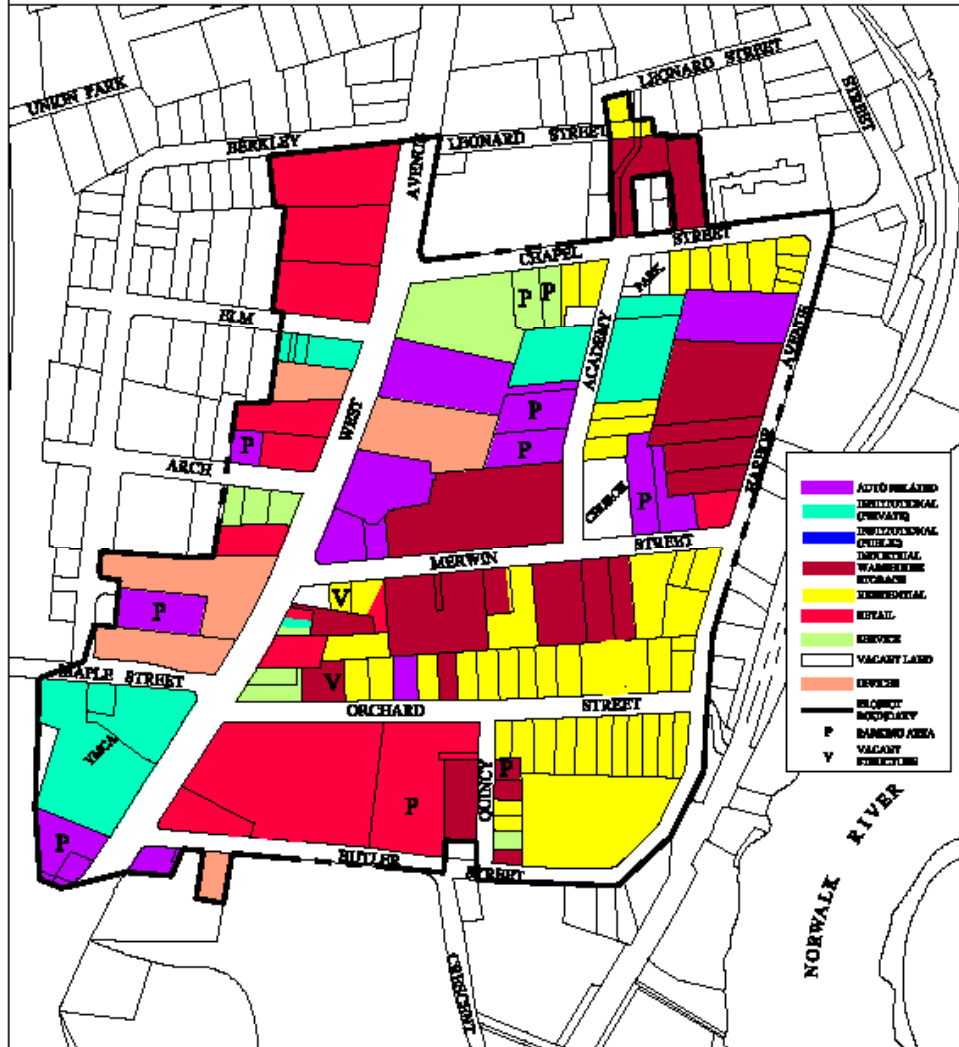 UNION PARK
BERKLEY
AVENUE
LEONARD STREET
LEONARD STREET
STREET
CHAPEL STREET
PARK
P P
ELM
ACADEMY
WEST
HARBOR AVENUE
P
P
P
ARCH
CHURCH
P
MERWIN STREET
V
P
MAPLE STREET
V
ORCHARD STREET
YMCA
QUINCY
P
P
P
BUTLER STREET
CRESCENT
NORWALK RIVER
AUTO RELATED
INSTITUTIONAL
(PRIVATE)
INSTITUTIONAL
(PUBLIC)
INDUSTRIAL
WAREHOUSE
STORAGE
RESIDENTIAL
RETAIL
SERVICE
VACANT LAND
OFFICES
PROJECT
BOUNDARY
P PARKING AREA
V VACANT
STRUCTURE